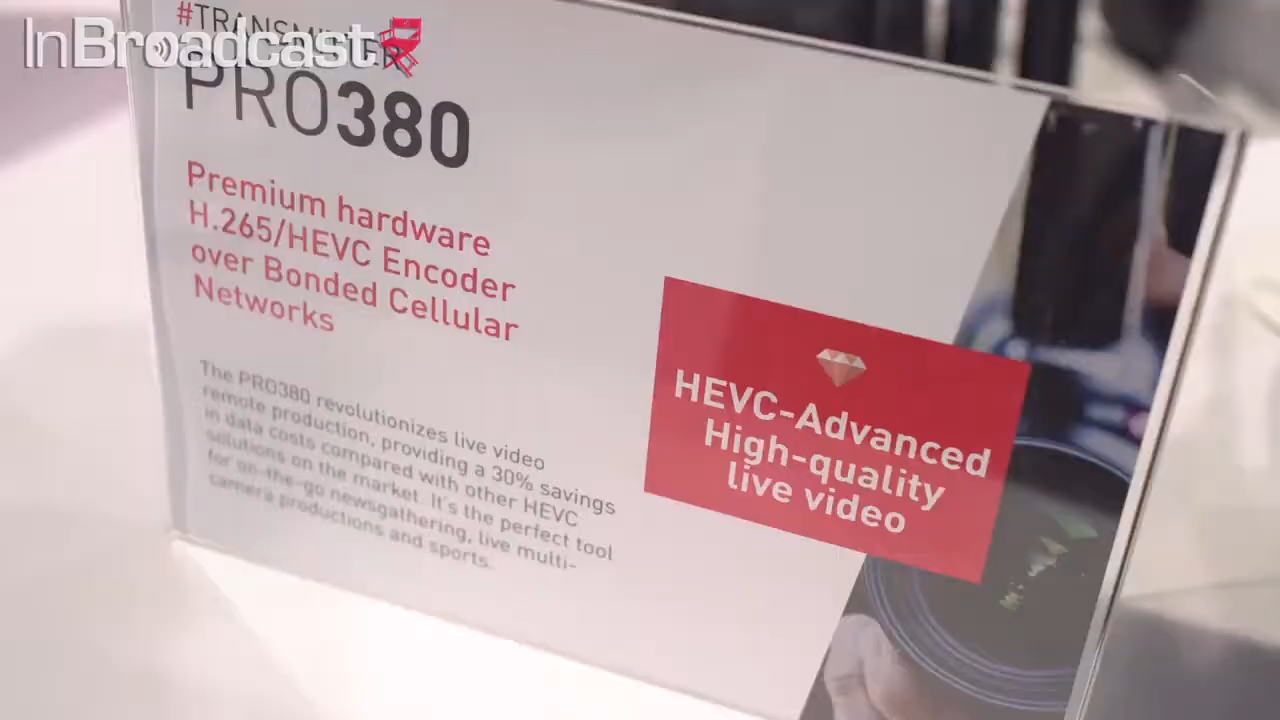 InBroadcast
#TRANSMITTER
PRO380
Premium hardware
H.265/HEVC Encoder
over Bonded Cellular
Networks
The PRO380 revolutionizes live video
remote production, providing a 30% savings
in data costs compared with other HEVC
solutions on the market. It's the perfect tool
for on-the-go newsgathering, live multi-
camera productions and sports.
HEVC-Advanced
High-quality
live video